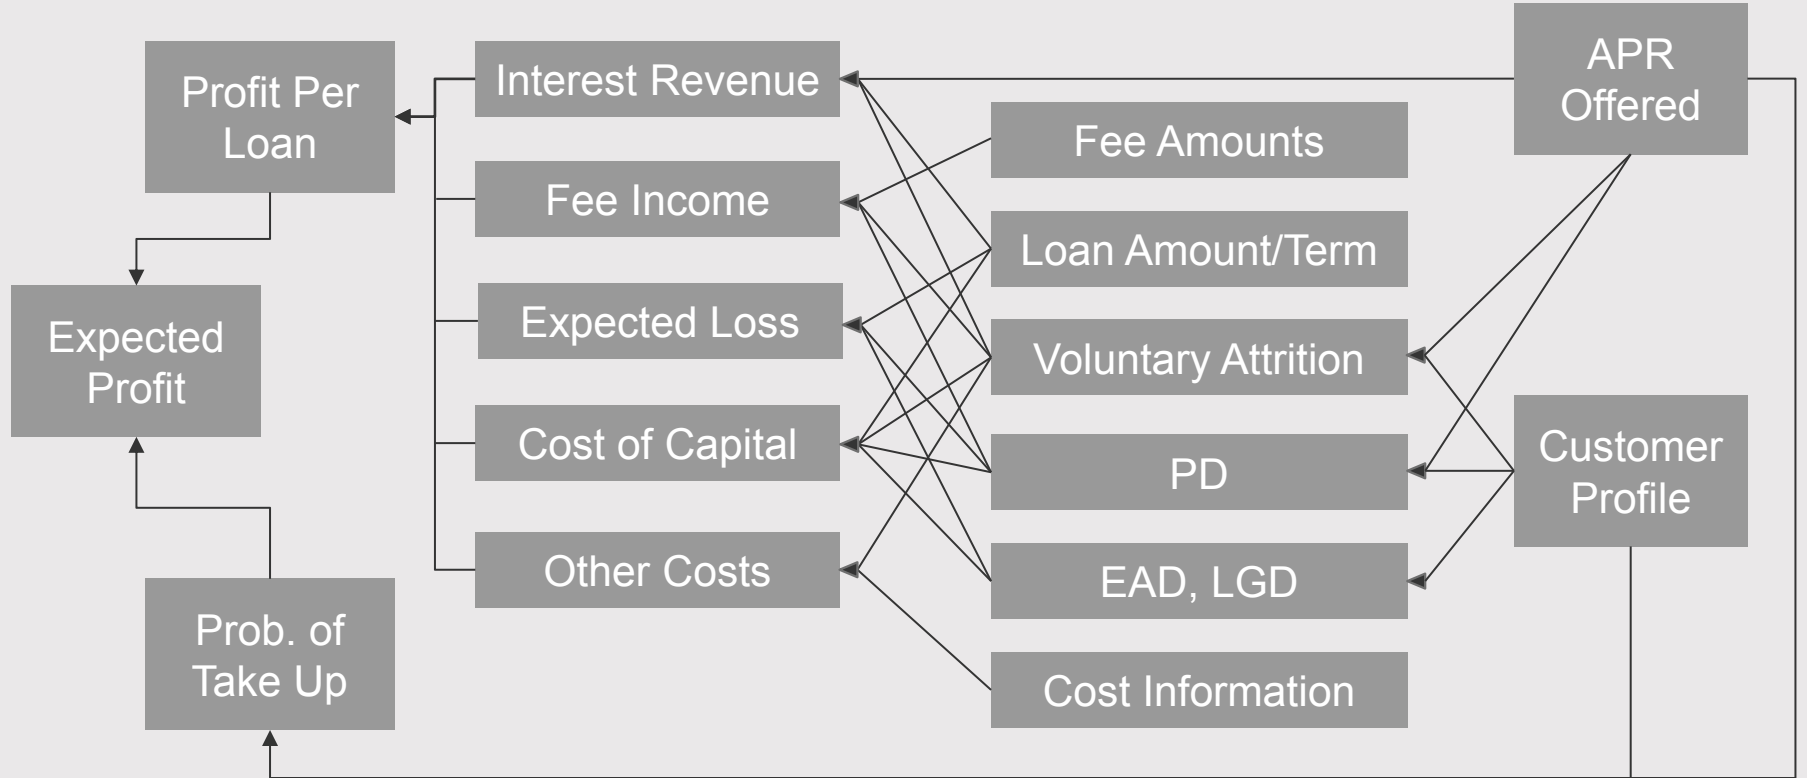 Profit Per
Loan
Expected
Profit
Prob. of
Take Up
Interest Revenue
Fee Income
Expected Loss
Cost of Capital
Other Costs
Fee Amounts
Loan Amount/Term
Voluntary Attrition
PD
EAD, LGD
Cost Information
APR
Offered
Customer
Profile